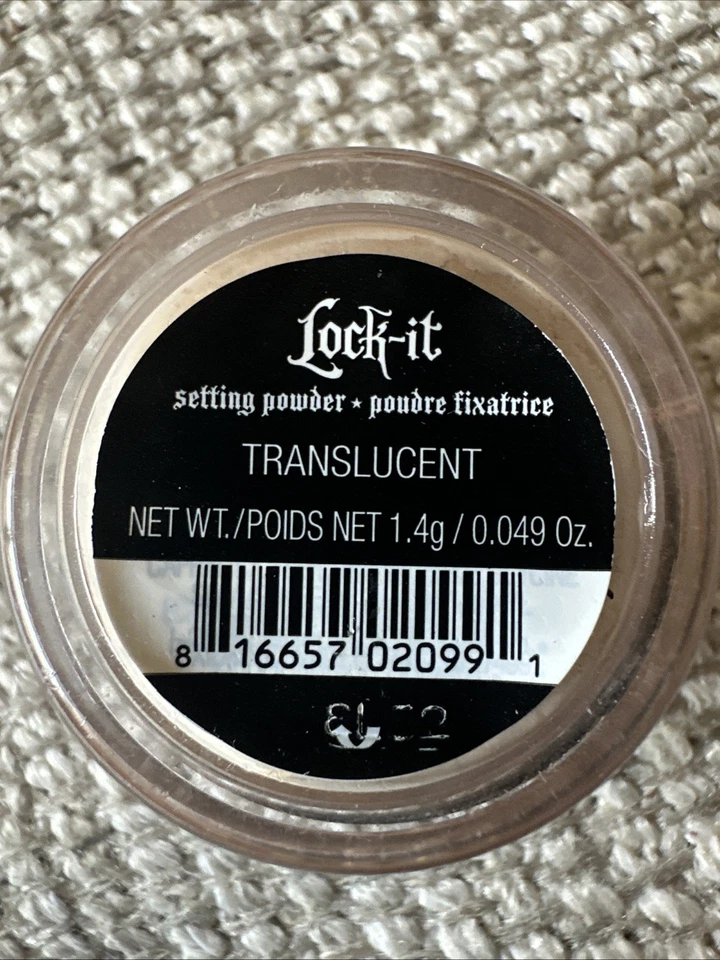 Lock-it
setting powder ★ poudre fixatrice
TRANSLUCENT
NET WT./POIDS NET 1.4g / 0.049 Oz.
8 16657 02099 1